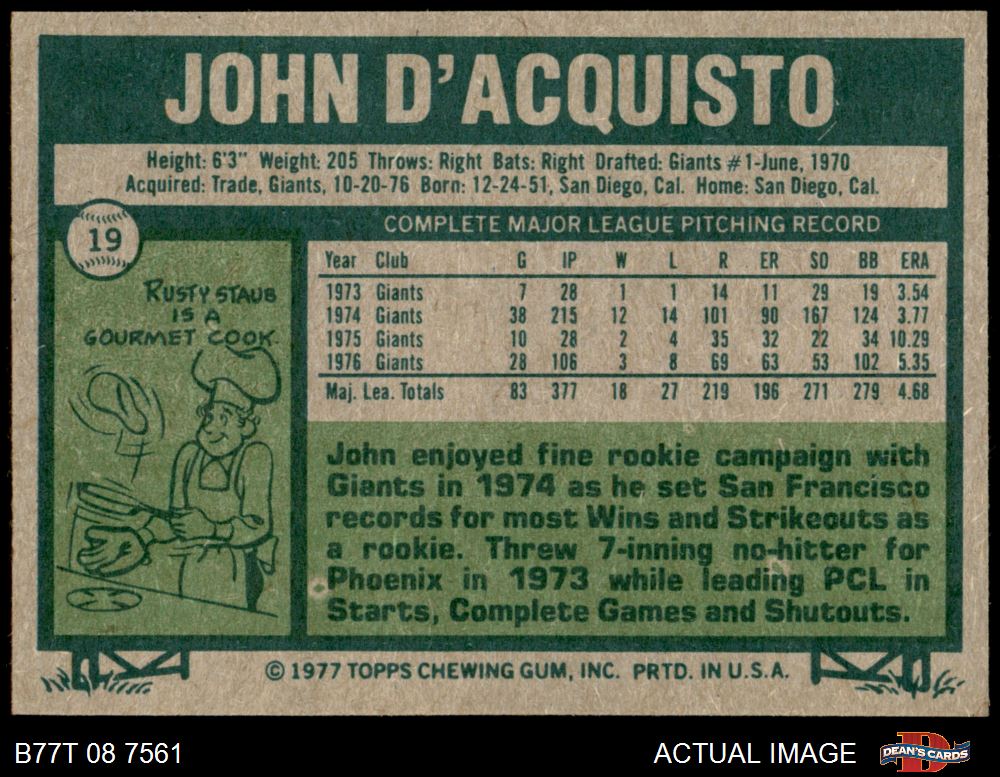 JOHN D'ACQUISTO
Height: 6'3" Weight: 205 Throws: Right Bats: Right Drafted: Giants #1-June, 1970
Acquired: Trade, Giants, 10-20-76 Born: 12-24-51, San Diego, Cal. Home: San Diego, Cal.
19
COMPLETE MAJOR LEAGUE PITCHING RECORD
Year Club G IP W L R ER SO BB ERA
1973 Giants 7 28 1 1 14 11 29 19 3.54
1974 Giants 38 215 12 14 101 90 167 124 3.77
1975 Giants 10 28 2 4 35 32 22 34 10.29
1976 Giants 28 106 3 8 69 63 53 102 5.35
Maj. Lea. Totals 83 377 18 27 219 196 271 279 4.68
RUSTY STAUB
IS A
GOURMET COOK.
John enjoyed fine rookie campaign with
Giants in 1974 as he set San Francisco
records for most Wins and Strikeouts as
a rookie. Threw 7-inning no-hitter for
Phoenix in 1973 while leading PCL in
Starts, Complete Games and Shutouts.
© 1977 TOPPS CHEWING GUM, INC. PRTD. IN U.S.A.
B77T 08 7561
ACTUAL IMAGE
DEAN'S CARDS